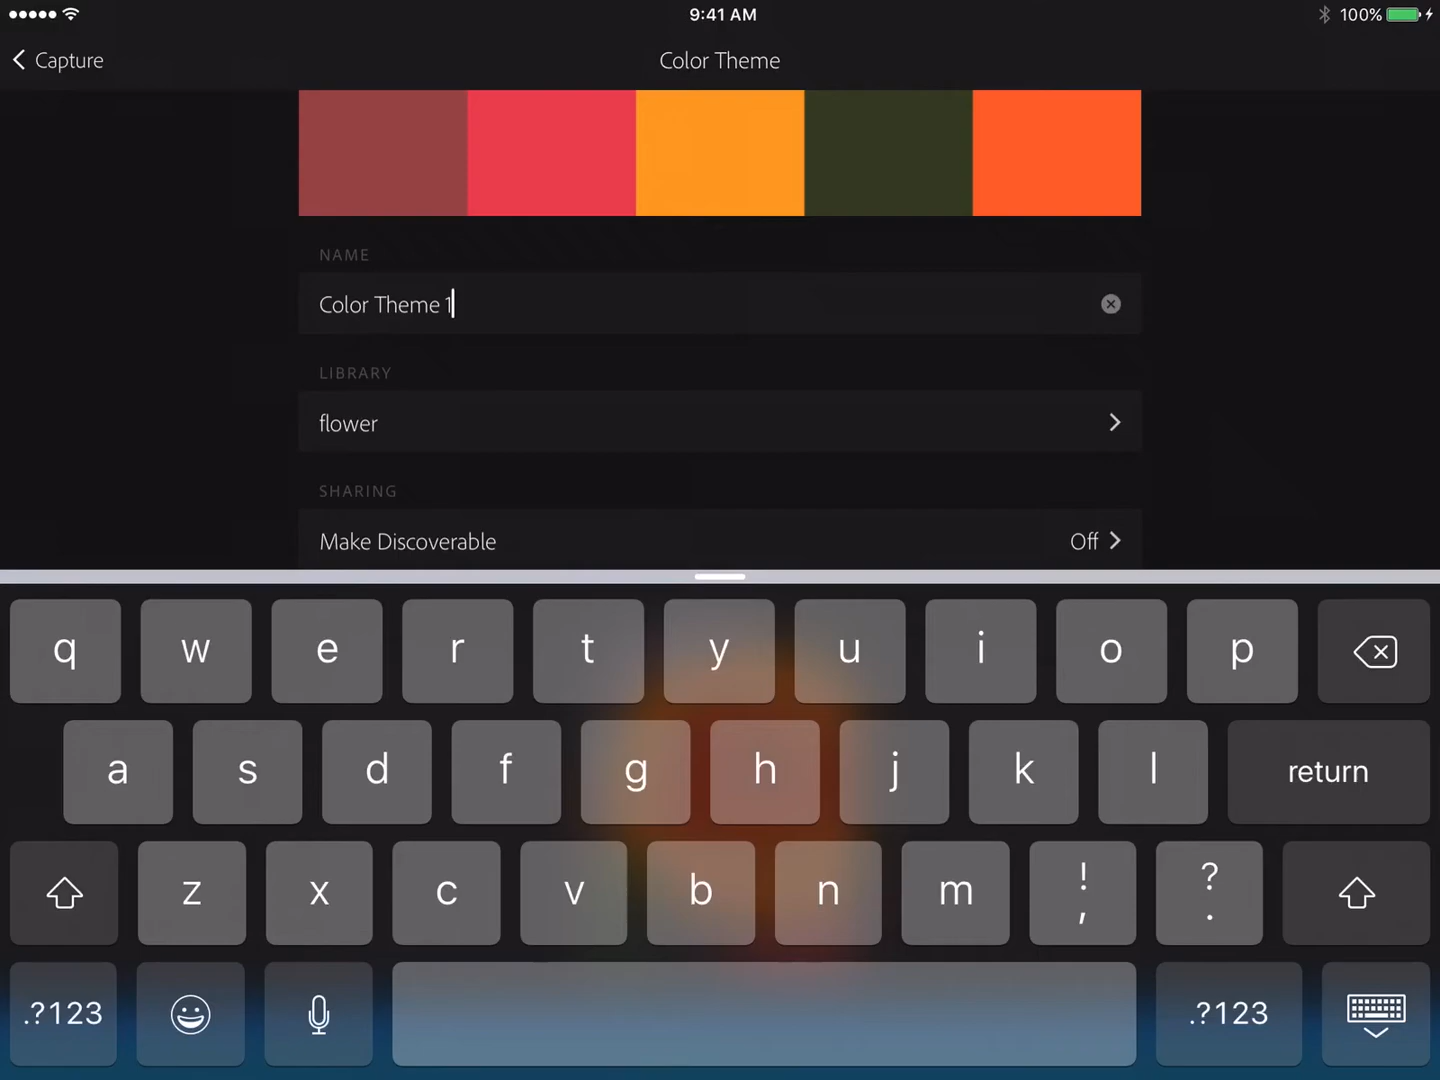 9:41 AM
100%
Capture
Color Theme
NAME
Color Theme 1
LIBRARY
flower
SHARING
Make Discoverable Off
q w e r t y u i o p
a s d f g h j k l return
z x c v b n m ! , ? .
.?123 .?123